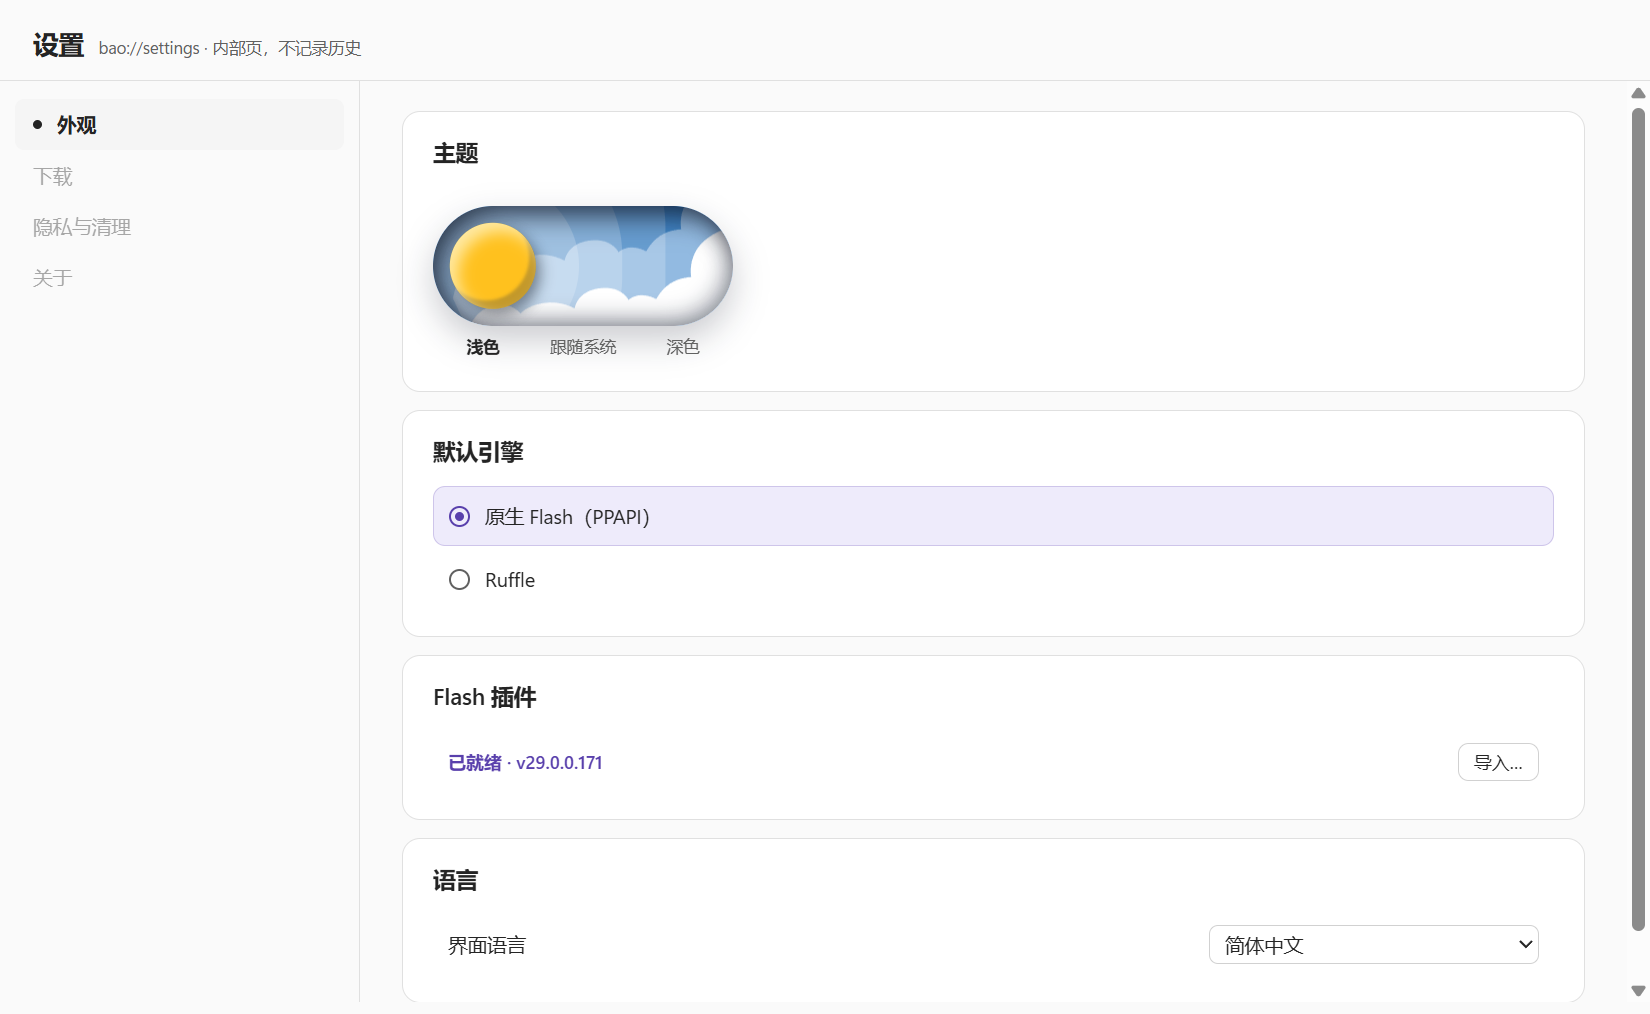 设置 bao://settings · 内部页，不记录历史
外观
下载
隐私与清理
关于
主题
浅色 跟随系统 深色
默认引擎
原生 Flash（PPAPI）
Ruffle
Flash 插件
已就绪 · v29.0.0.171
导入...
语言
界面语言
简体中文